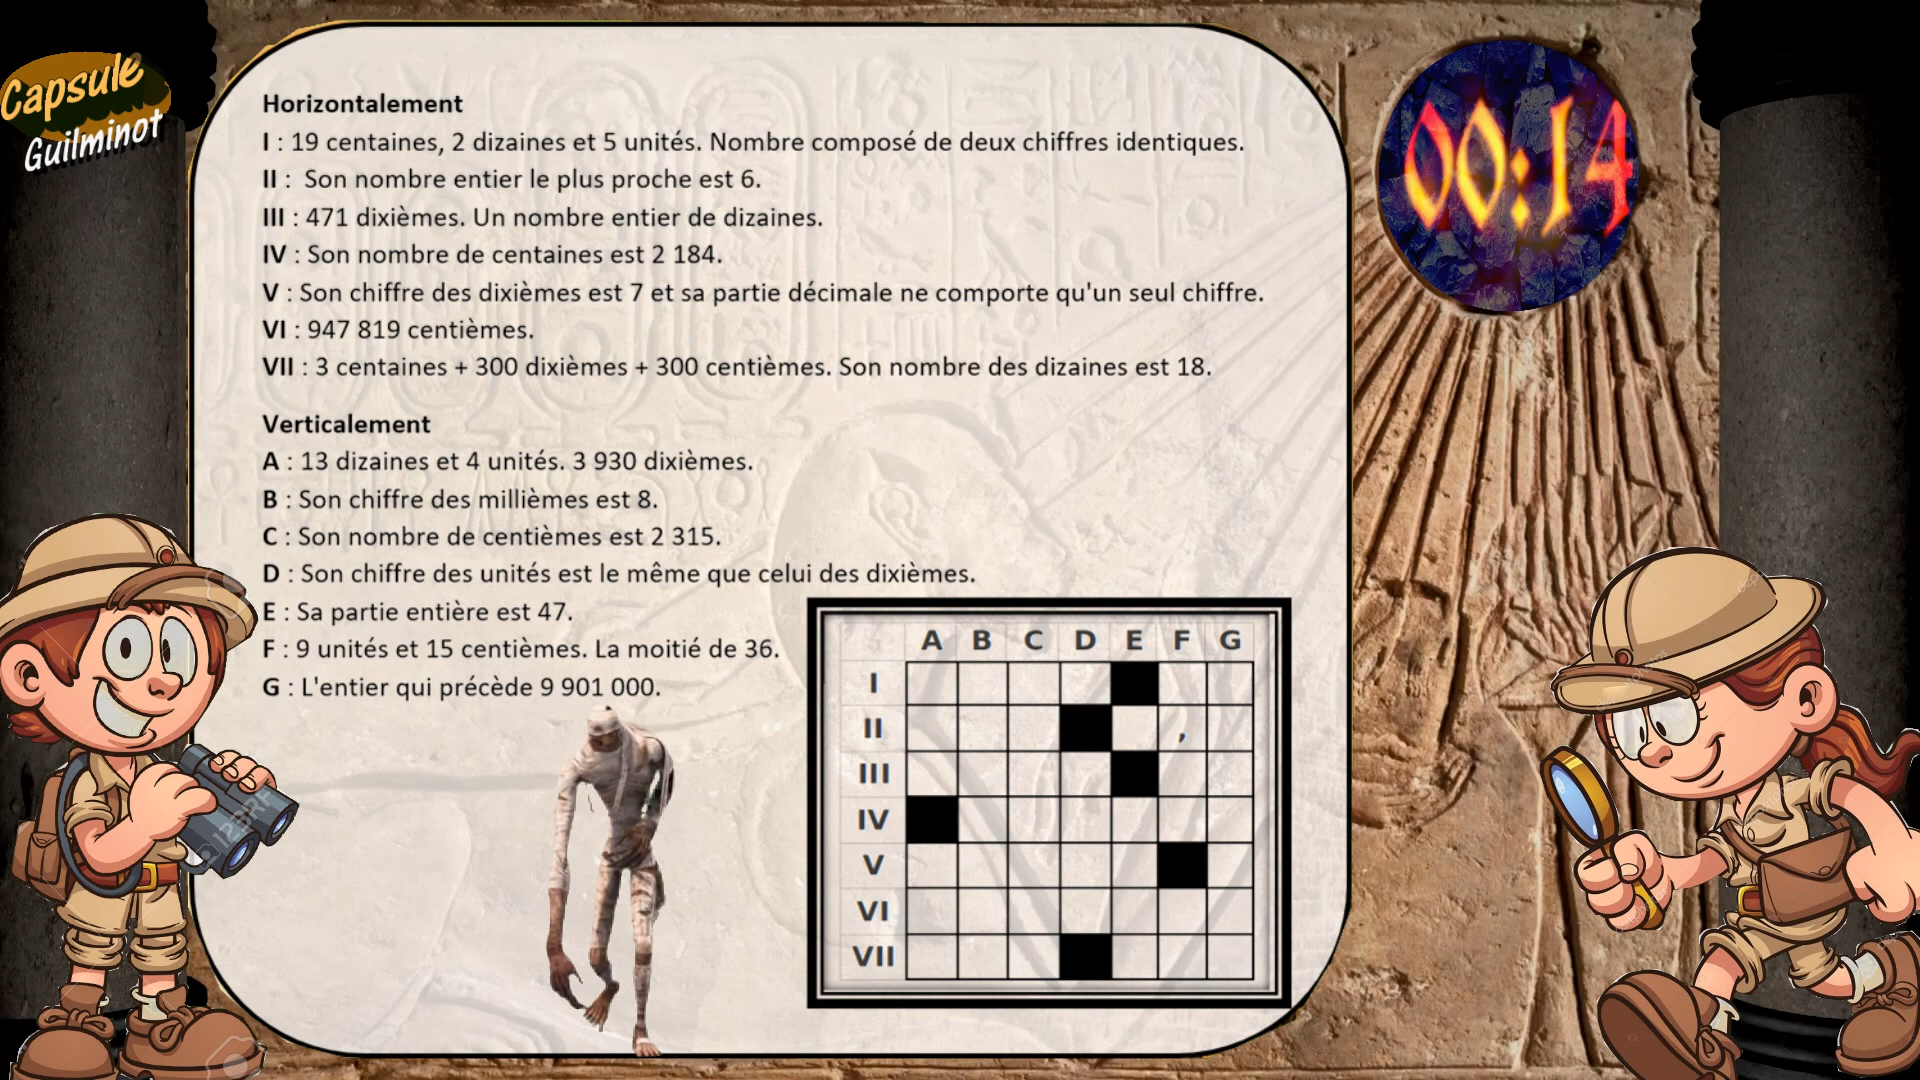 Capsule
Guilminot
00:14
Horizontalement
I : 19 centaines, 2 dizaines et 5 unités. Nombre composé de deux chiffres identiques.
II : Son nombre entier le plus proche est 6.
III : 471 dixièmes. Un nombre entier de dizaines.
IV : Son nombre de centaines est 2 184.
V : Son chiffre des dixièmes est 7 et sa partie décimale ne comporte qu'un seul chiffre.
VI : 947 819 centièmes.
VII : 3 centaines + 300 dixièmes + 300 centièmes. Son nombre des dizaines est 18.
Verticalement
A : 13 dizaines et 4 unités. 3 930 dixièmes.
B : Son chiffre des millièmes est 8.
C : Son nombre de centièmes est 2 315.
D : Son chiffre des unités est le même que celui des dixièmes.
E : Sa partie entière est 47.
F : 9 unités et 15 centièmes. La moitié de 36.
G : L'entier qui précède 9 901 000.
A B C D E F G
I
II ,
III
IV
V
VI
VII